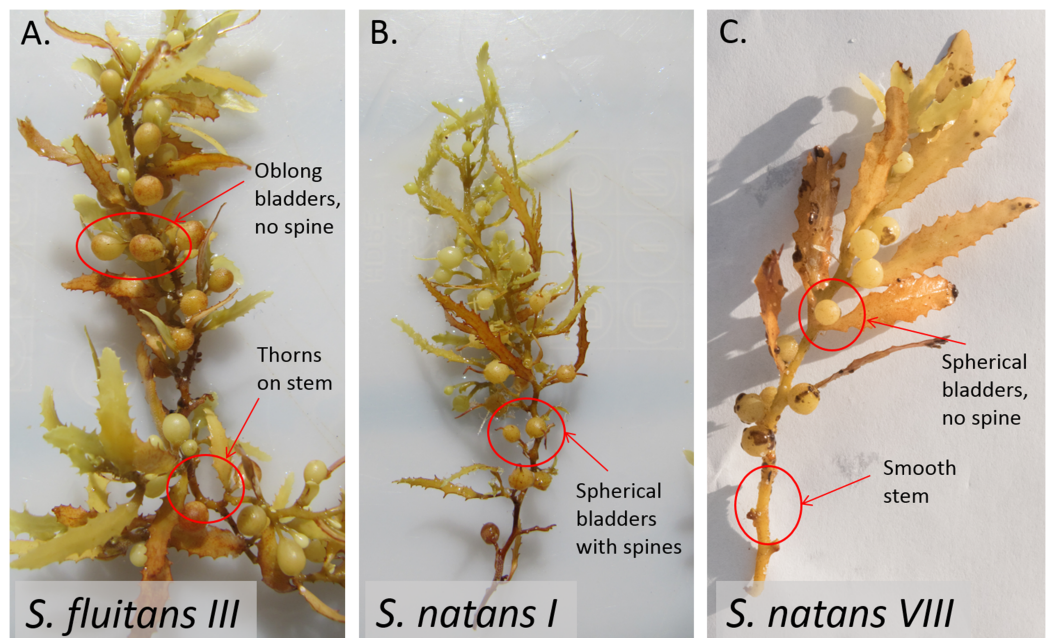 A.
Oblong
bladders,
no spine
Thorns
on stem
S. fluitans III
B.
Spherical
bladders
with spines
S. natans I
C.
Spherical
bladders,
no spine
Smooth
stem
S. natans VIII